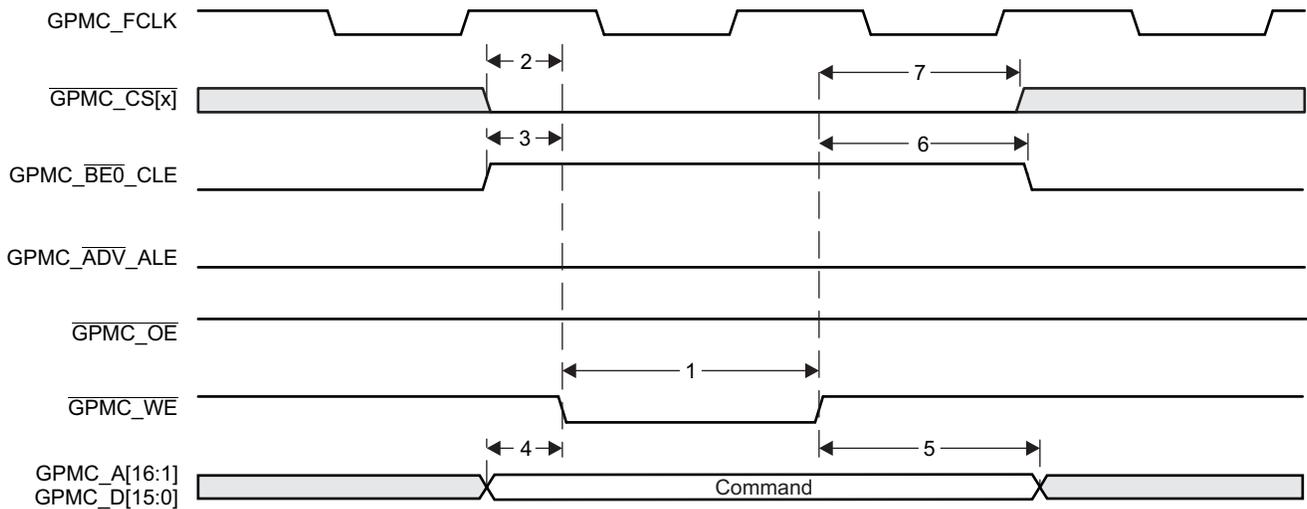 GPMC_FCLK
2
7
GPMC_CS[x]
3
6
GPMC_BE0_CLE
GPMC_ADV_ALE
GPMC_OE
1
GPMC_WE
4
5
GPMC_A[16:1]
GPMC_D[15:0]
Command